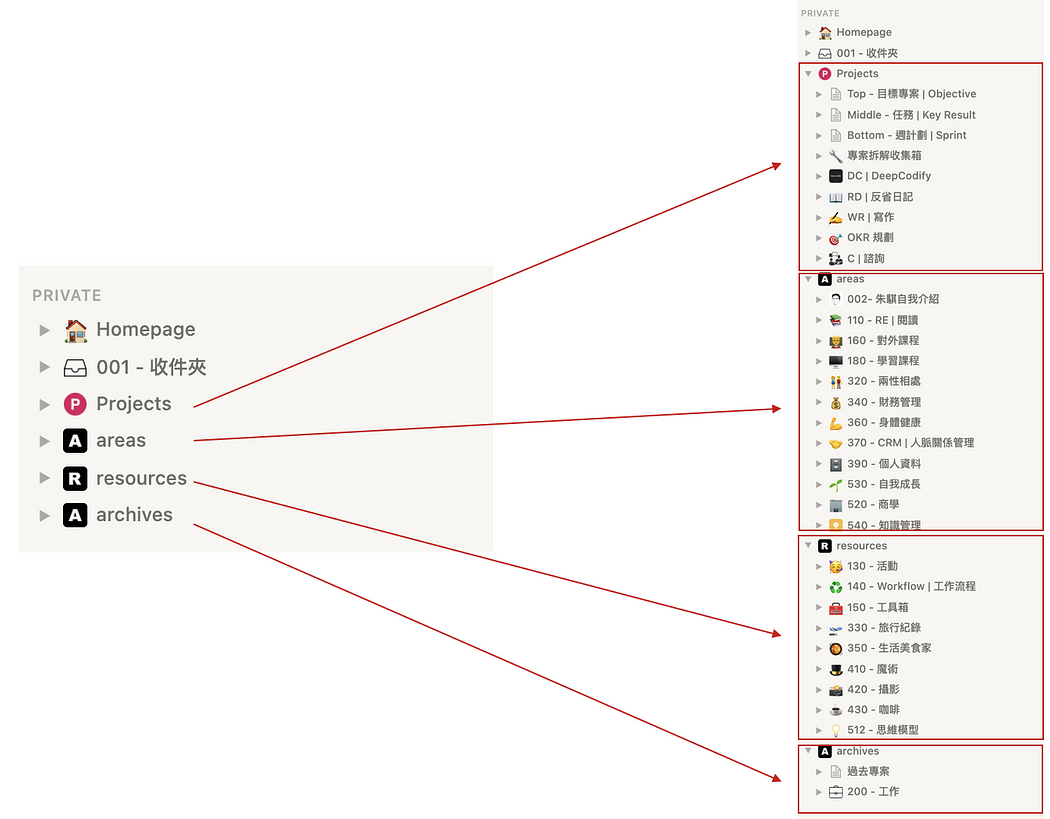 PRIVATE
Homepage
001 - 收件夾
P Projects
A areas
R resources
A archives
PRIVATE
Homepage
001 - 收件夾
P Projects
Top - 目標專案 | Objective
Middle - 任務 | Key Result
Bottom - 週計劃 | Sprint
專案拆解收集箱
DC | DeepCodify
RD | 反省日記
WR | 寫作
OKR 規劃
C | 諮詢
A areas
002- 朱騏自我介紹
110 - RE | 閱讀
160 - 對外課程
180 - 學習課程
320 - 兩性相處
340 - 財務管理
360 - 身體健康
370 - CRM | 人脈關係管理
390 - 個人資料
530 - 自我成長
520 - 商學
540 - 知識管理
R resources
130 - 活動
140 - Workflow | 工作流程
150 - 工具箱
330 - 旅行紀錄
350 - 生活美食家
410 - 魔術
420 - 攝影
430 - 咖啡
512 - 思維模型
A archives
過去專案
200 - 工作